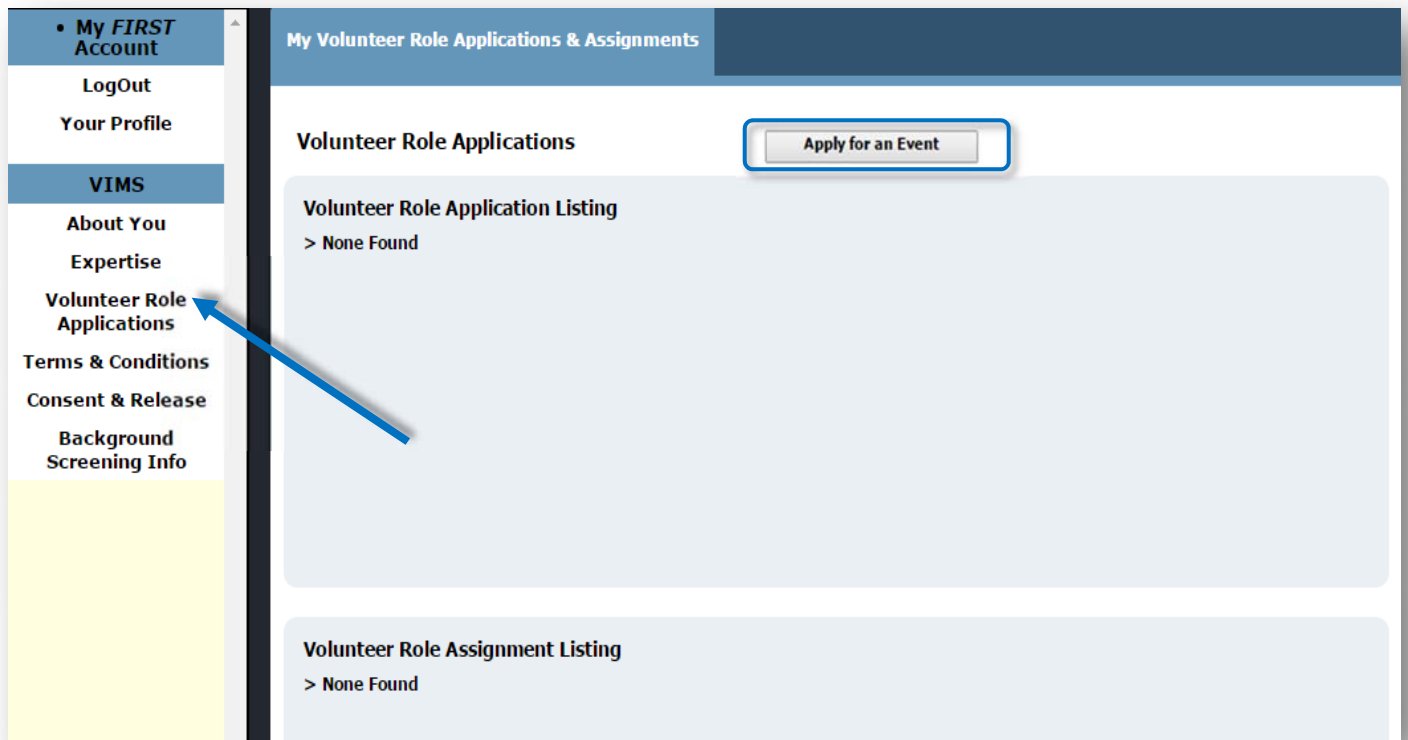 • My FIRST
Account
LogOut
Your Profile
VIMS
About You
Expertise
Volunteer Role
Applications
Terms & Conditions
Consent & Release
Background
Screening Info
My Volunteer Role Applications & Assignments
Volunteer Role Applications
Apply for an Event
Volunteer Role Application Listing
> None Found
Volunteer Role Assignment Listing
> None Found